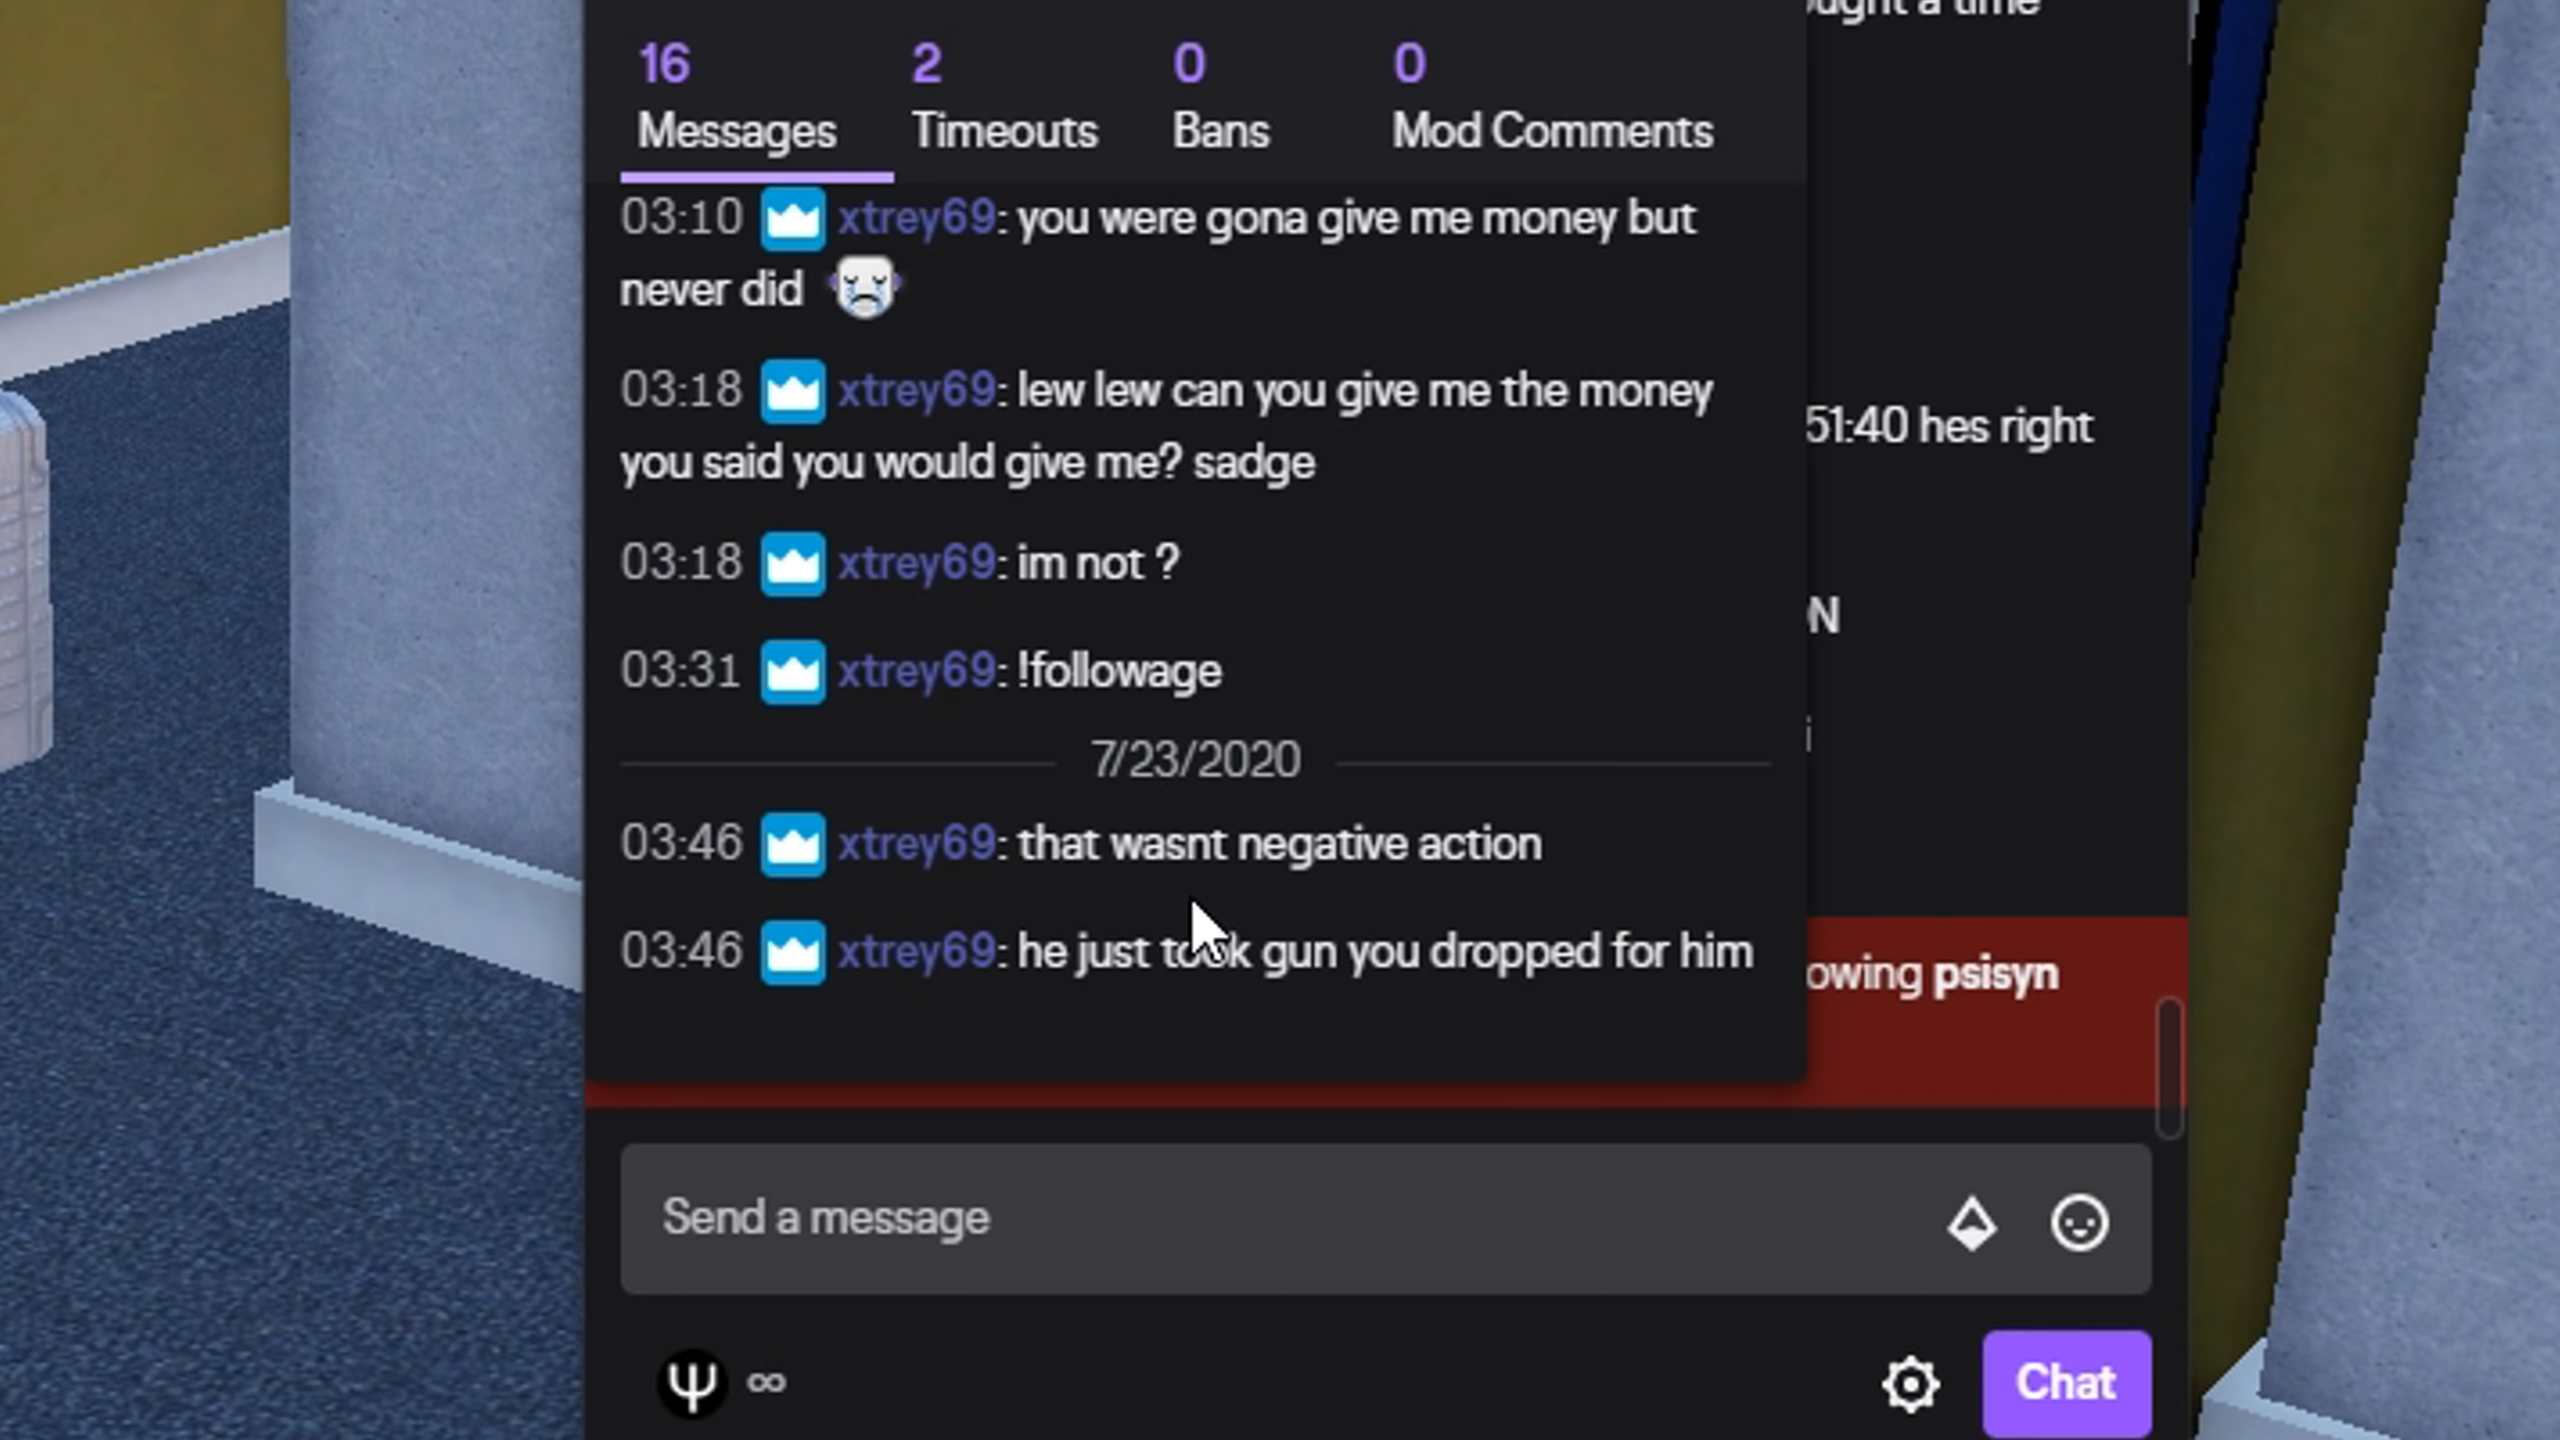 ought a time
16 2 0 0
Messages Timeouts Bans Mod Comments
03:10 xtrey69: you were gona give me money but
never did
03:18 xtrey69: lew lew can you give me the money
you said you would give me? sadge
51:40 hes right
03:18 xtrey69: im not ?
N
03:31 xtrey69: !followage
i
7/23/2020
03:46 xtrey69: that wasnt negative action
03:46 xtrey69: he just took gun you dropped for him
owing psisyn
Send a message
∞
Chat